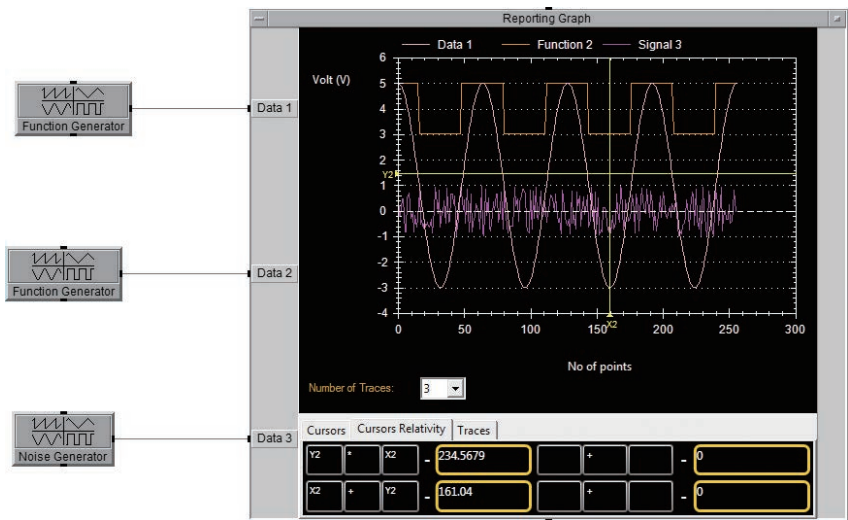 Reporting Graph
Data 1 Function 2 Signal 3
Volt (V)
6
5
4
3
2
Y2
1
0
-1
-2
-3
-4
0 50 100 150 X2 200 250 300
No of points
Number of Traces: 3
Cursors Cursors Relativity Traces
Y2 * X2 - 234.5679 + - 0
X2 + Y2 - 161.04 + - 0
Function Generator
Data 1
Function Generator
Data 2
Noise Generator
Data 3